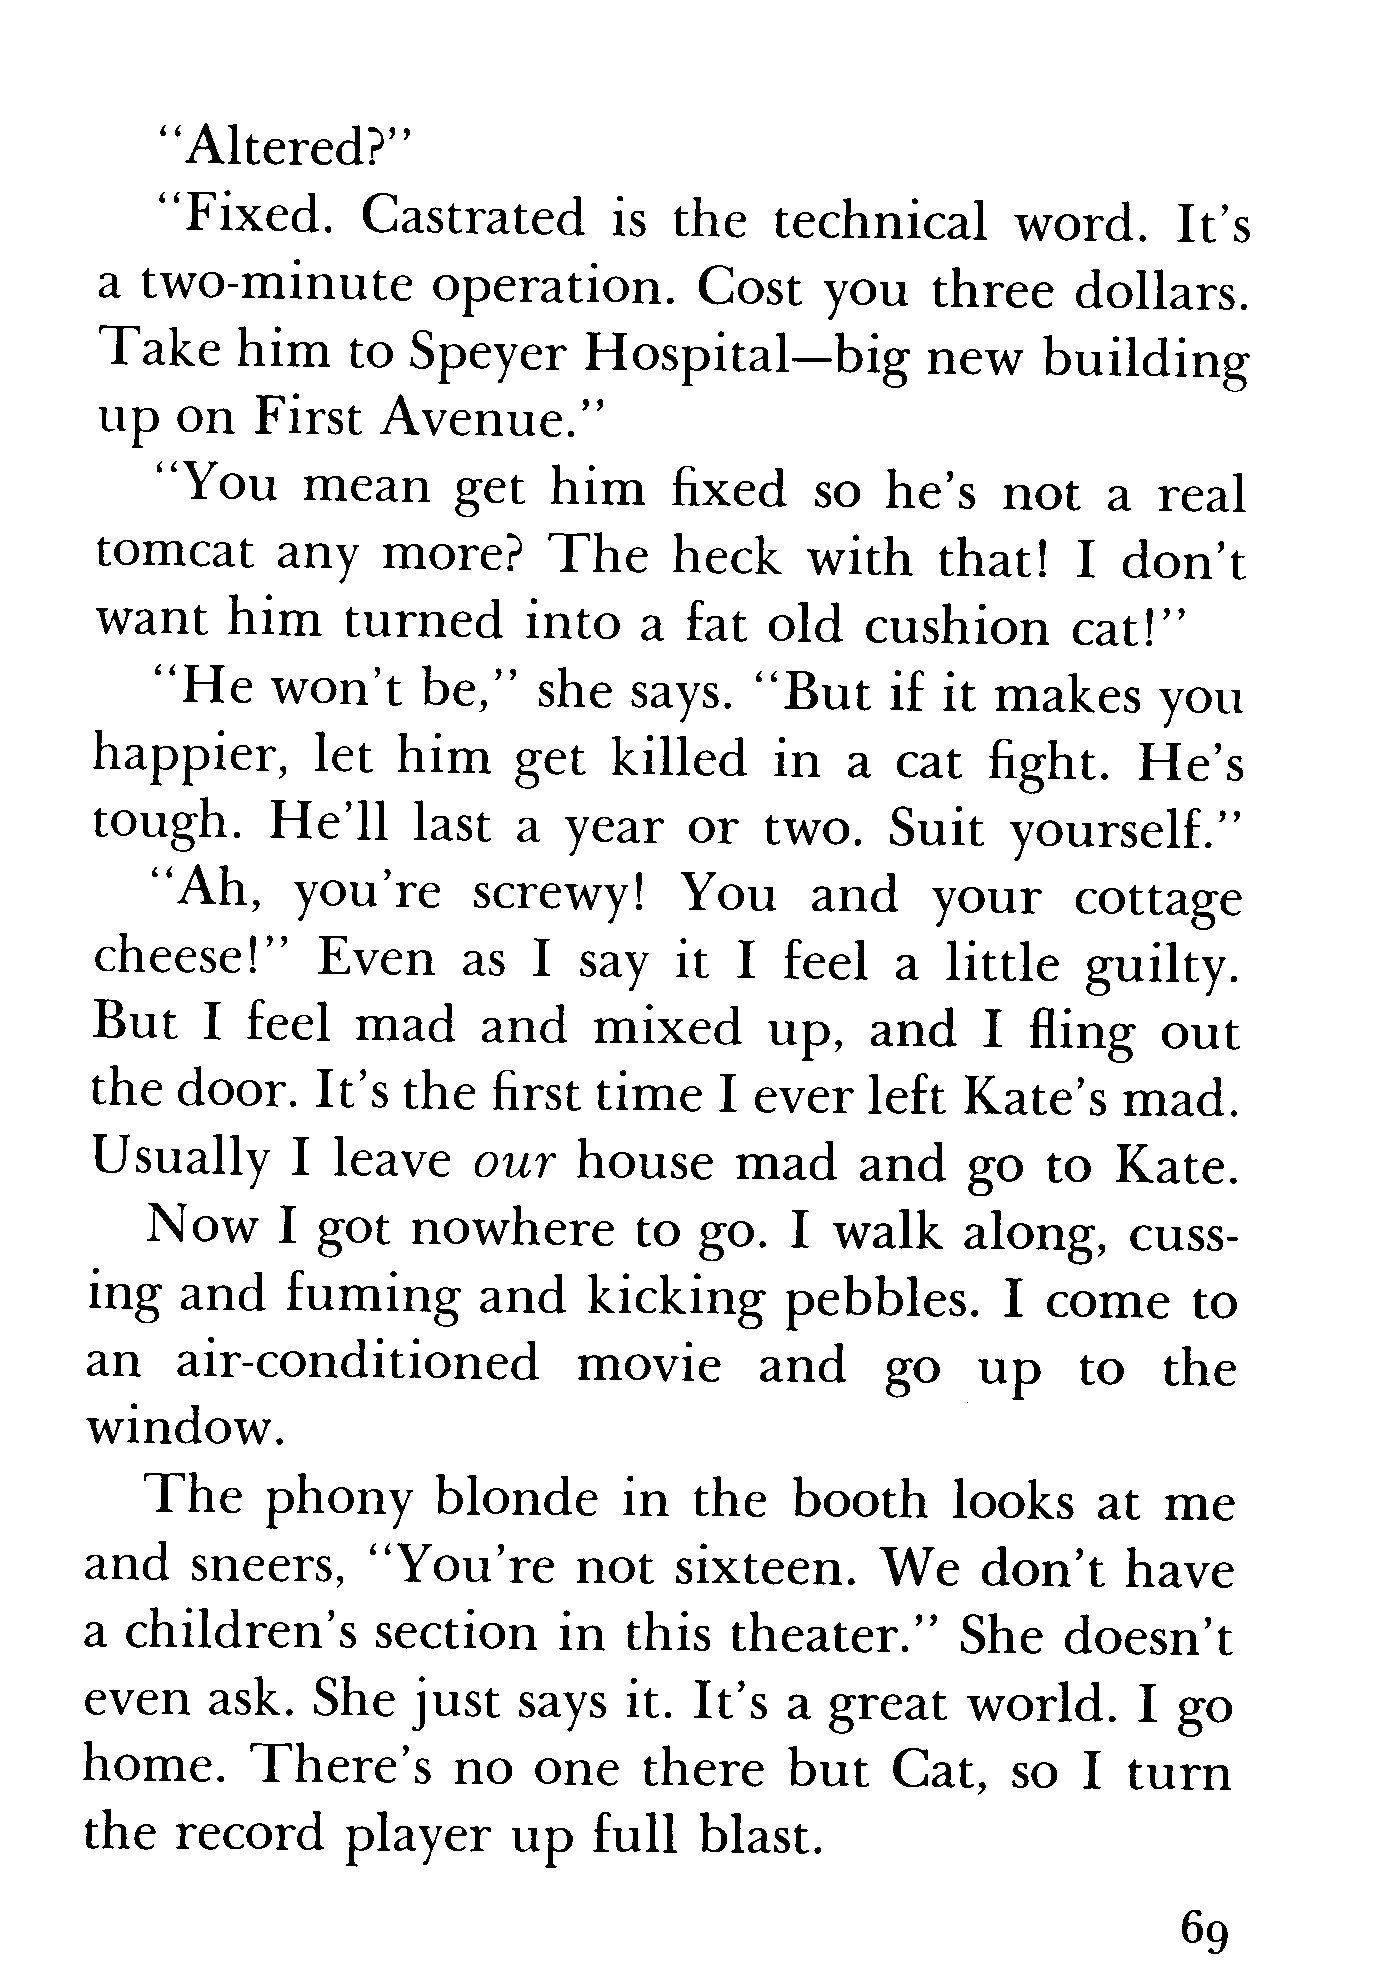 “Altered?”
“Fixed. Castrated is the technical word. It’s
a two-minute operation. Cost you three dollars.
Take him to Speyer Hospital—big new building
up on First Avenue.”
“You mean get him fixed so he’s not a real
tomcat any more? The heck with that! I don’t
want him turned into a fat old cushion cat!”
“He won’t be,” she says. “But if it makes you
happier, let him get killed in a cat fight. He’s
tough. He’ll last a year or two. Suit yourself.”
“Ah, you’re screwy! You and your cottage
cheese!” Even as I say it I feel a little guilty.
But I feel mad and mixed up, and I fling out
the door. It’s the first time I ever left Kate’s mad.
Usually I leave our house mad and go to Kate.
Now I got nowhere to go. I walk along, cuss-
ing and fuming and kicking pebbles. I come to
an air-conditioned movie and go up to the
window.
The phony blonde in the booth looks at me
and sneers, “You’re not sixteen. We don’t have
a children’s section in this theater.” She doesn’t
even ask. She just says it. It’s a great world. I go
home. There’s no one there but Cat, so I turn
the record player up full blast.
69